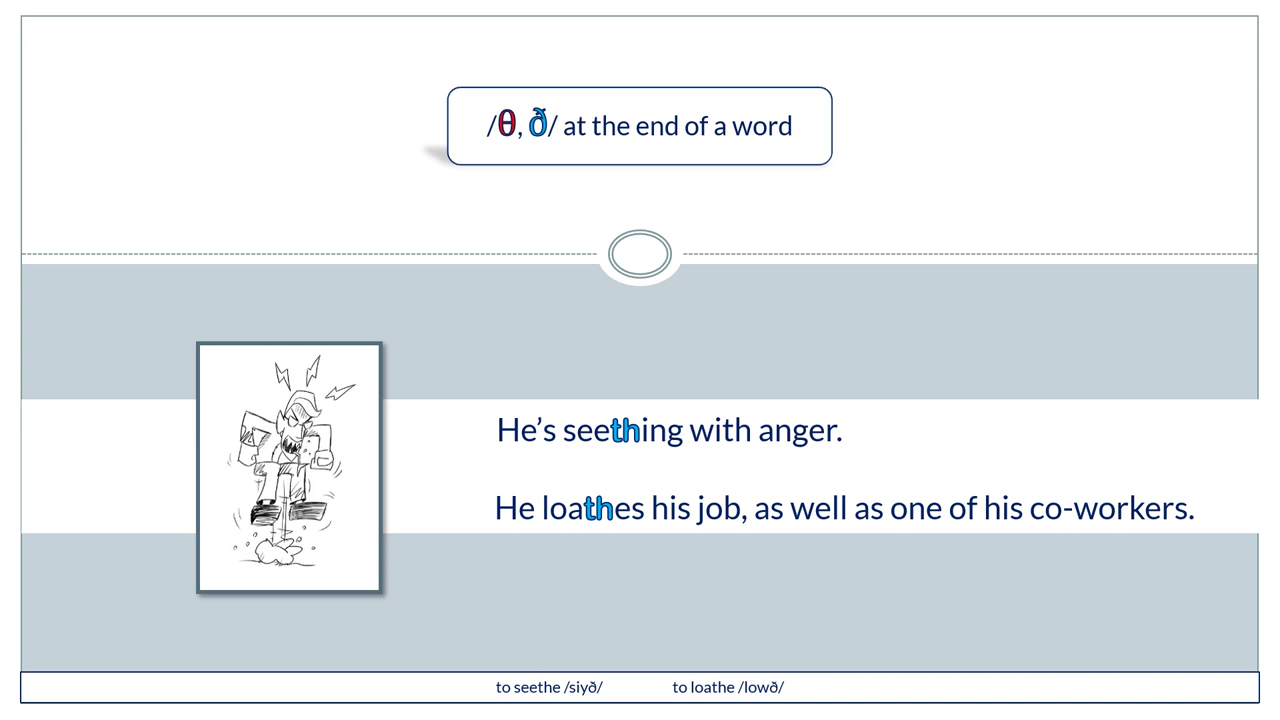 /θ, ð/ at the end of a word
He’s seething with anger.
He loathes his job, as well as one of his co-workers.
to seethe /siyð/ to loathe /lowð/